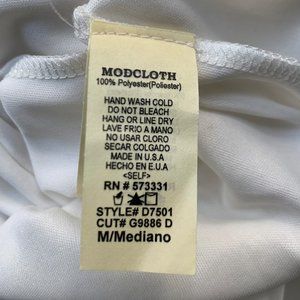 MODCLOTH
100% Polyester(Poliester)
HAND WASH COLD
DO NOT BLEACH
HANG OR LINE DRY
LAVE FRIO A MANO
NO USAR CLORO
SECAR COLGADO
MADE IN U.S.A
HECHO EN E.U.A
<SELF>
RN # 573331
STYLE# D7501
CUT# G9886 D
M/Mediano